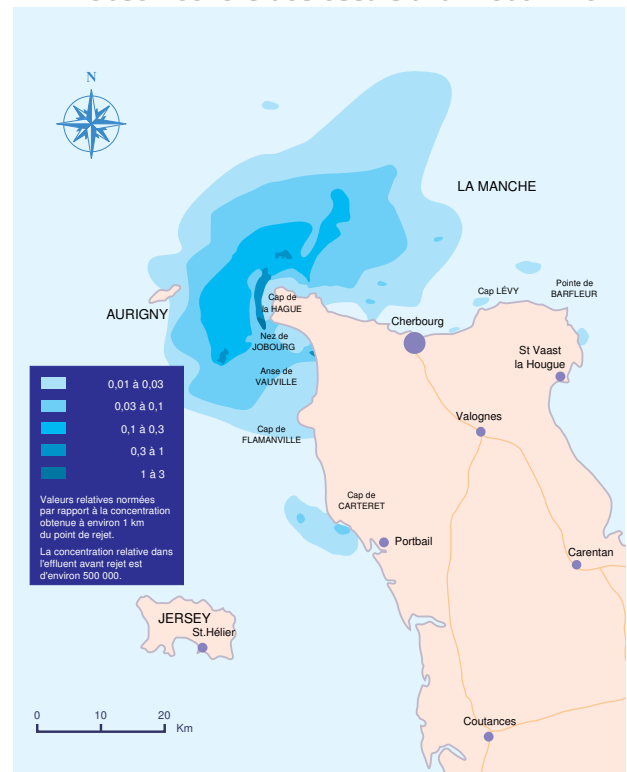 N
LA MANCHE
Cap LÉVY
Pointe de
BARFLEUR
Cap de
la HAGUE
AURIGNY
Cherbourg
Nez de
JOBOURG
St Vaast
la Hougue
Anse de
VAUVILLE
0,01 à 0,03
0,03 à 0,1
0,1 à 0,3
0,3 à 1
1 à 3
Valeurs relatives normées
par rapport à la concentration
obtenue à environ 1 km
du point de rejet.
La concentration relative dans
l'effluent avant rejet est
d'environ 500 000.
Valognes
Cap de
FLAMANVILLE
Cap de
CARTERET
Portbail
Carentan
JERSEY
St.Hélier
0 10 20
Km
Coutances